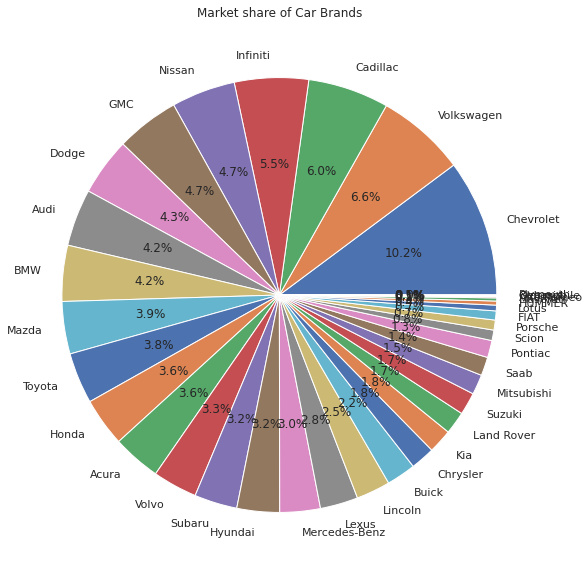 Market share of Car Brands
Chevrolet
10.2%
Volkswagen
6.6%
Cadillac
6.0%
Infiniti
5.5%
Nissan
4.7%
GMC
4.7%
Dodge
4.3%
Audi
4.2%
BMW
4.2%
Mazda
3.9%
Toyota
3.8%
Honda
3.6%
Acura
3.6%
Volvo
3.3%
Subaru
3.2%
Hyundai
3.2%
Mercedes-Benz
3.0%
Lexus
2.8%
Lincoln
2.5%
Buick
2.2%
Chrysler
1.8%
Kia
1.8%
Land Rover
1.7%
Suzuki
1.7%
Mitsubishi
1.5%
Saab
1.4%
Pontiac
1.3%
Scion
Porsche
FIAT
Lotus
HUMMER